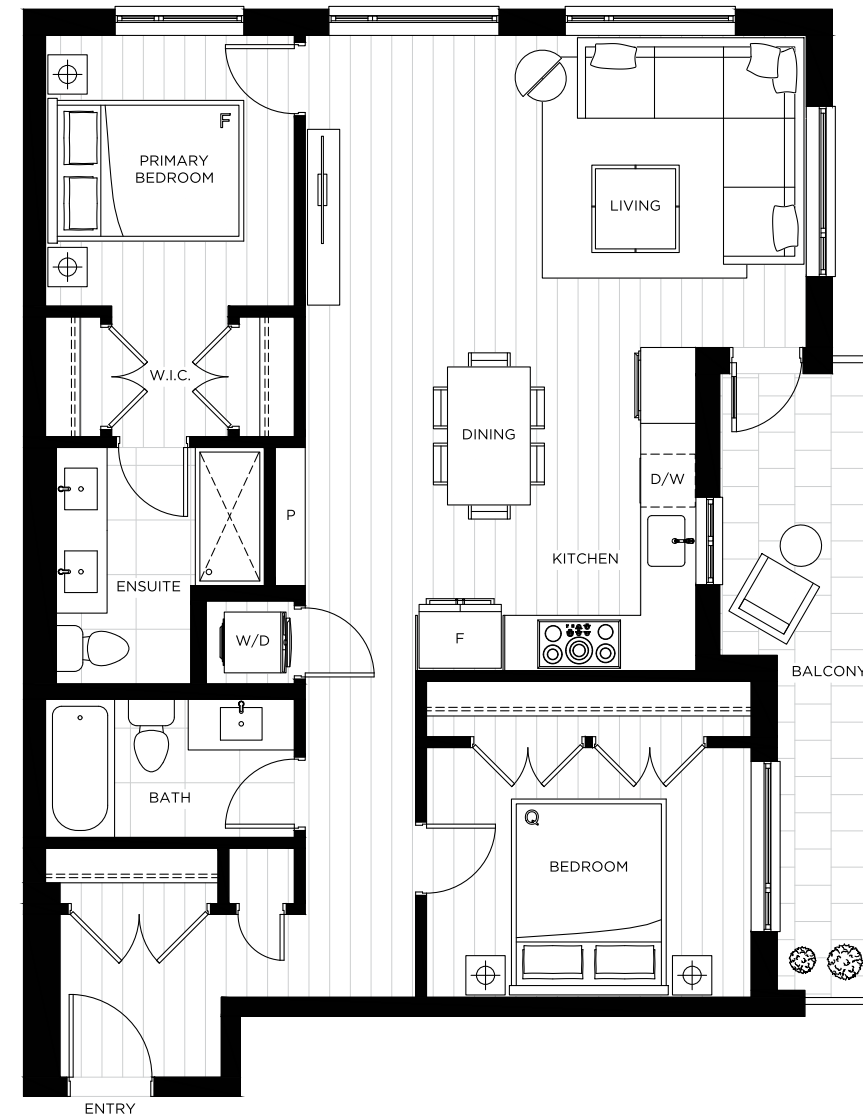 F
PRIMARY
BEDROOM
LIVING
W.I.C.
DINING
D/W
P
KITCHEN
ENSUITE
W/D
F
BALCONY
BATH
Q
BEDROOM
ENTRY